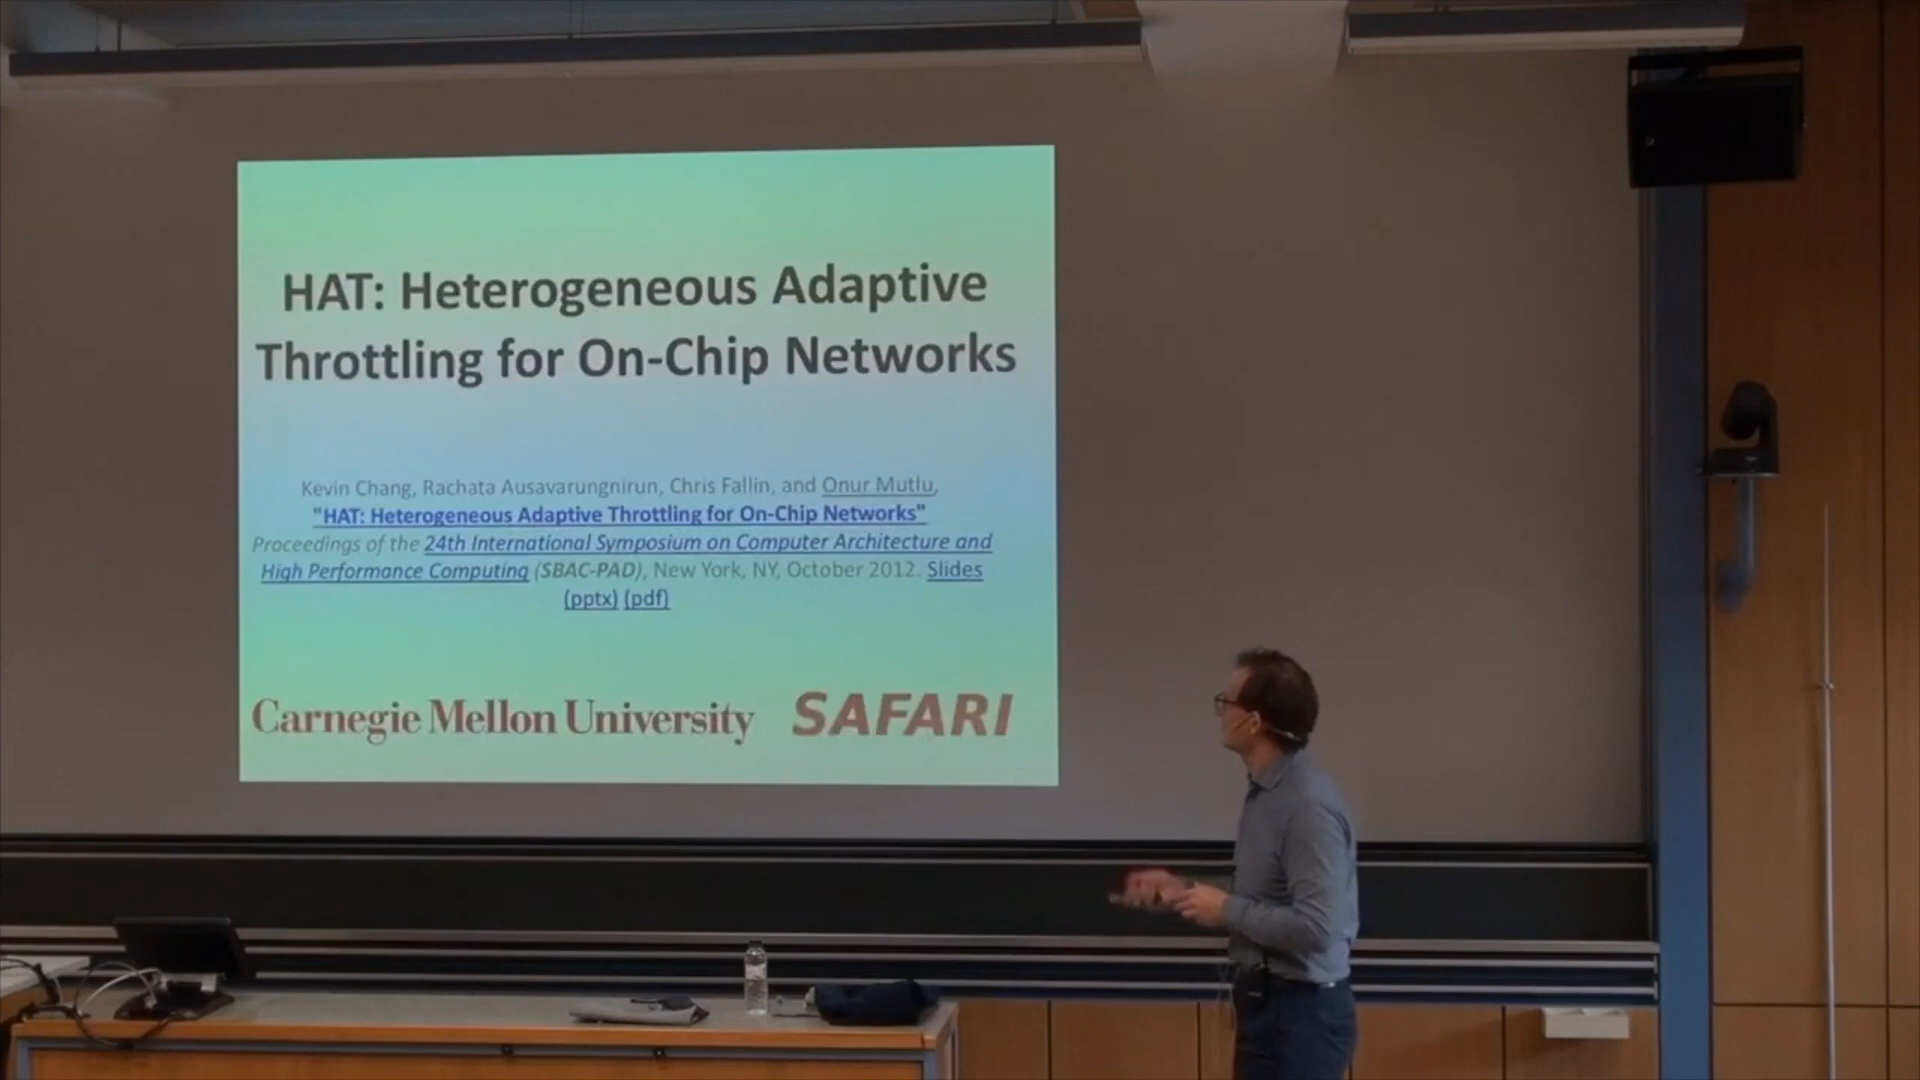 HAT: Heterogeneous Adaptive
Throttling for On-Chip Networks
Kevin Chang, Rachata Ausavarungnirun, Chris Fallin, and Onur Mutlu,
"HAT: Heterogeneous Adaptive Throttling for On-Chip Networks"
Proceedings of the 24th International Symposium on Computer Architecture and
High Performance Computing (SBAC-PAD), New York, NY, October 2012. Slides
(pptx) (pdf)
Carnegie Mellon University SAFARI